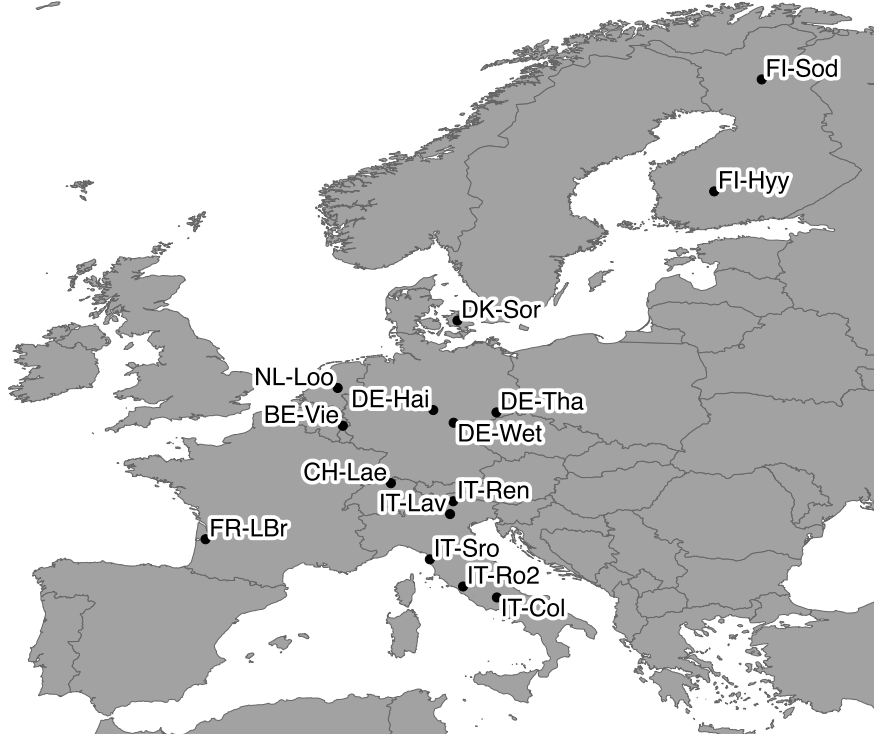 FI-Sod
FI-Hyy
DK-Sor
NL-Loo
DE-Hai
DE-Tha
BE-Vie
DE-Wet
CH-Lae
IT-Ren
IT-Lav
FR-LBr
IT-Sro
IT-Ro2
IT-Col